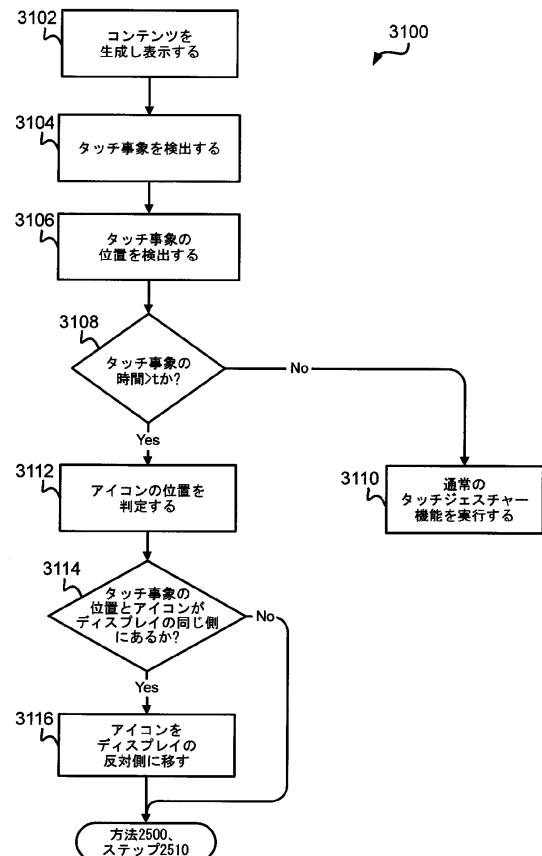 3100
3102
コンテンツを
生成し表示する
3104
タッチ事象を検出する
3106
タッチ事象の
位置を検出する
3108
タッチ事象の
時間>tか?
No
Yes
3110
通常の
タッチジェスチャー
機能を実行する
3112
アイコンの位置を
判定する
3114
タッチ事象の
位置とアイコンが
ディスプレイの同じ側
にあるか?
No
Yes
3116
アイコンを
ディスプレイの
反対側に移す
方法2500、
ステップ2510